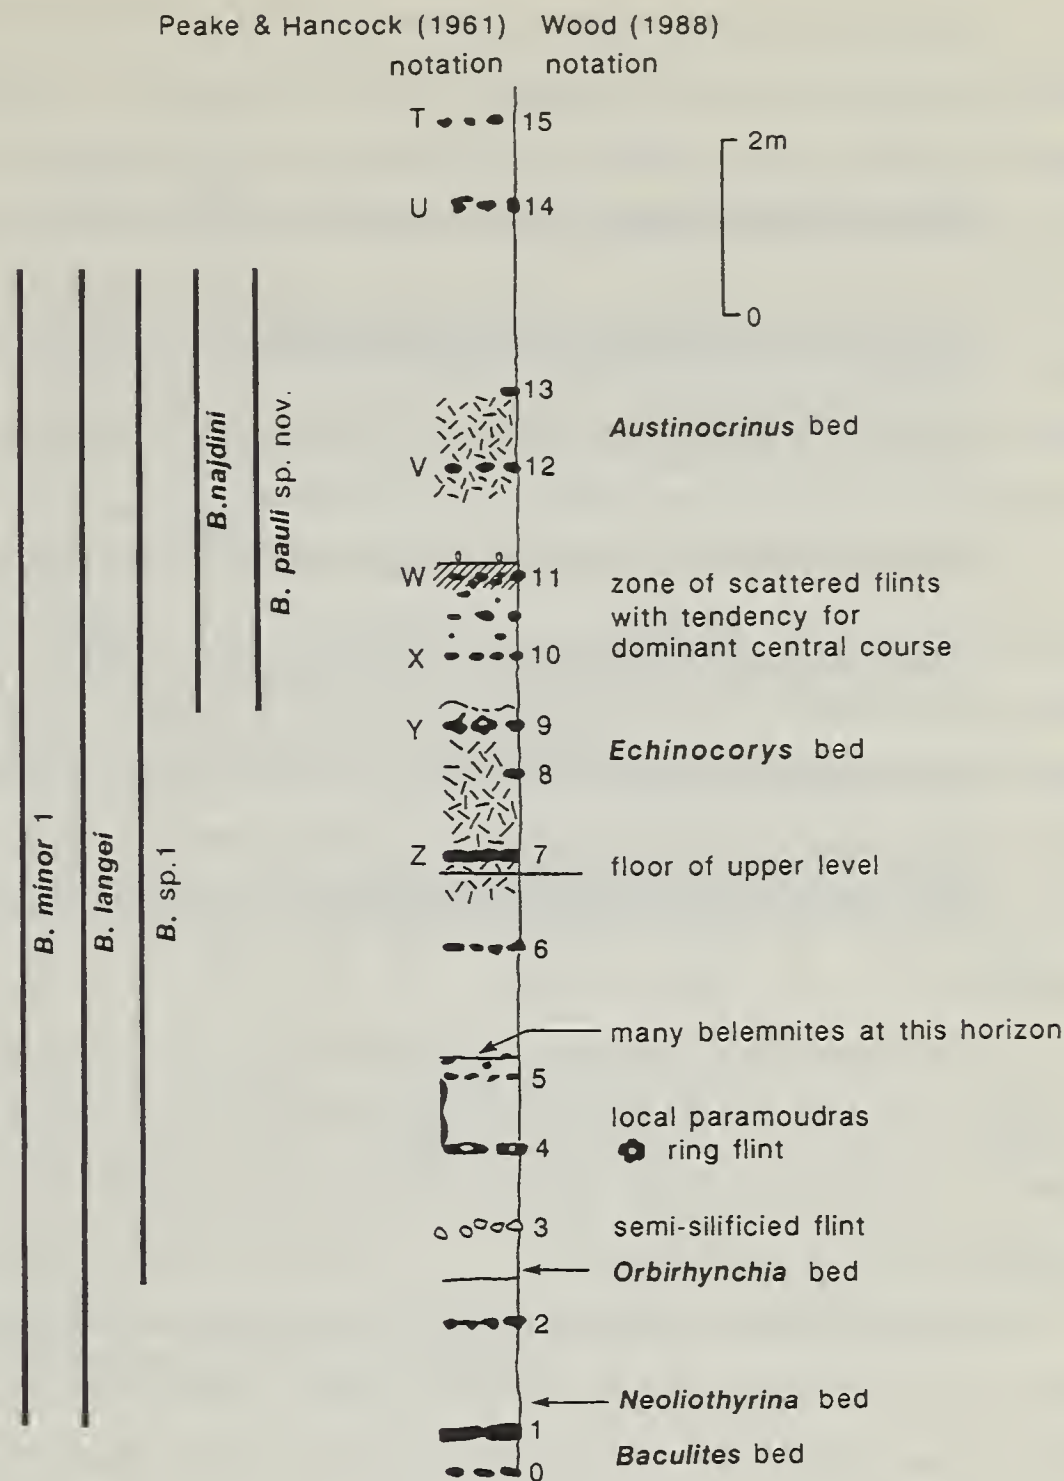 Peake & Hancock (1961) Wood (1988)
notation notation
T 15
2m
U 14
0
13
Austinocrinus bed
V 12
W 11 zone of scattered flints
with tendency for
X 10 dominant central course
B.najdini
B. pauli sp. nov.
Y 9
Echinocorys bed
8
Z 7
floor of upper level
B. minor 1
B. langei
B. sp.1
6
many belemnites at this horizon
5
local paramoudras
4 ring flint
3 semi-silificied flint
Orbirhynchia bed
2
Neoliothyrina bed
1
Baculites bed
0